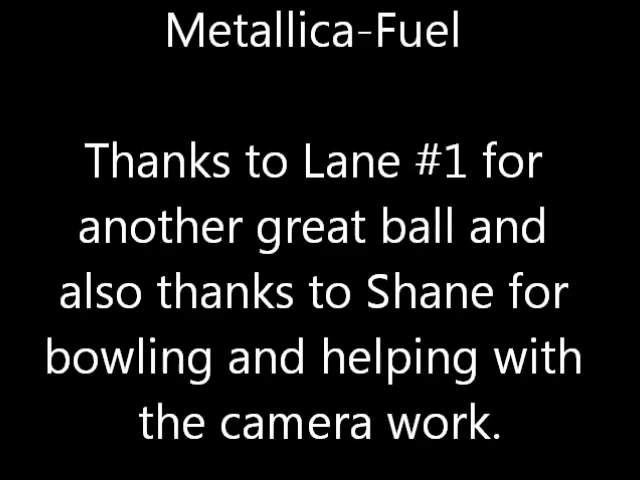 Metallica-Fuel
Thanks to Lane #1 for
another great ball and
also thanks to Shane for
bowling and helping with
the camera work.